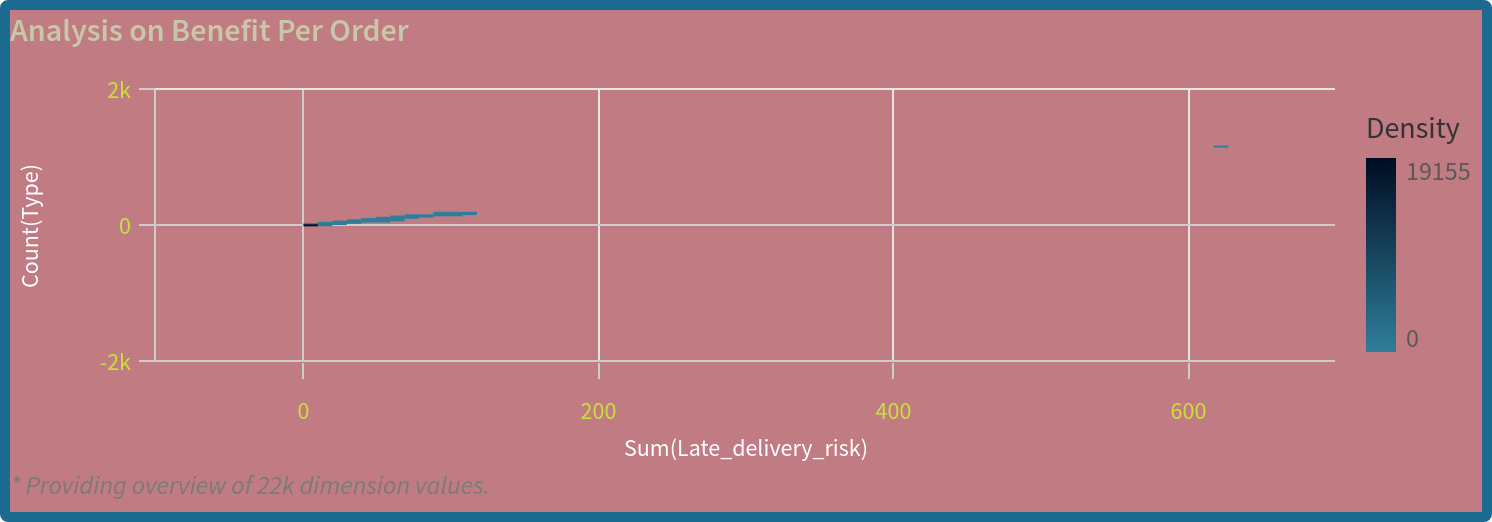 Analysis on Benefit Per Order
2k
0
-2k
Count(Type)
0 200 400 600
Sum(Late_delivery_risk)
Density
19155
0
* Providing overview of 22k dimension values.